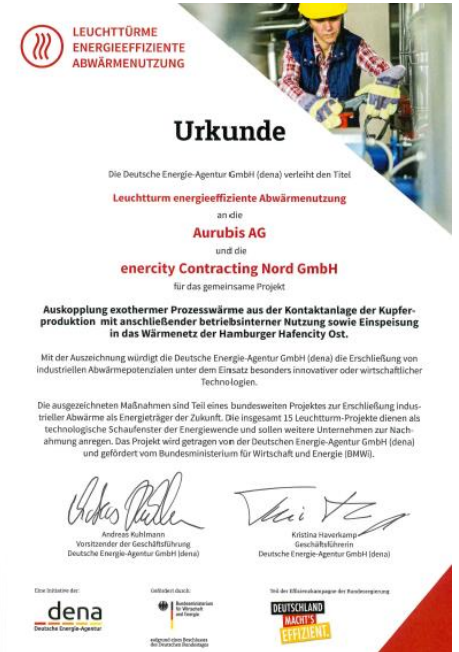 LEUCHTTÜRME
ENERGIEEFFIZIENTE
ABWÄRMENUTZUNG
Urkunde
Die Deutsche Energie-Agentur GmbH (dena) verleiht den Titel
Leuchtturm energieeffiziente Abwärmenutzung
an die
Aurubis AG
und die
enercity Contracting Nord GmbH
für das gemeinsame Projekt
Auskopplung exothermer Prozesswärme aus der Kontaktanlage der Kupfer-
produktion mit anschließender betriebsinterner Nutzung sowie Einspeisung
in das Wärmenetz der Hamburger Hafencity Ost.
Mit der Auszeichnung würdigt die Deutsche Energie-Agentur GmbH (dena) die Erschließung von
industriellen Abwärmepotenzialen unter dem Einsatz besonders innovativer oder wirtschaftlicher
Technologien.
Die ausgezeichneten Maßnahmen sind Teil eines bundesweiten Projektes zur Erschließung indus-
trieller Abwärme als Energieträger der Zukunft. Die insgesamt 15 Leuchtturm-Projekte dienen als
technologische Schaufenster der Energiewende und sollen weitere Unternehmen zur Nach-
ahmung anregen. Das Projekt wird getragen von der Deutschen Energie-Agentur GmbH (dena)
und gefördert vom Bundesministerium für Wirtschaft und Energie (BMWi).
Andreas Kuhlmann
Vorsitzender der Geschäftsführung
Deutsche Energie-Agentur GmbH (dena)
Kristina Haverkamp
Geschäftsführerin
Deutsche Energie-Agentur GmbH (dena)
Eine Initiative der:
dena
Deutsche Energie-Agentur
Gefördert durch:
Bundesministerium
für Wirtschaft
und Energie
aufgrund eines Beschlusses
des Deutschen Bundestages
Teil der Effizienzkampagne der Bundesregierung
DEUTSCHLAND
MACHT'S
EFFIZIENT.